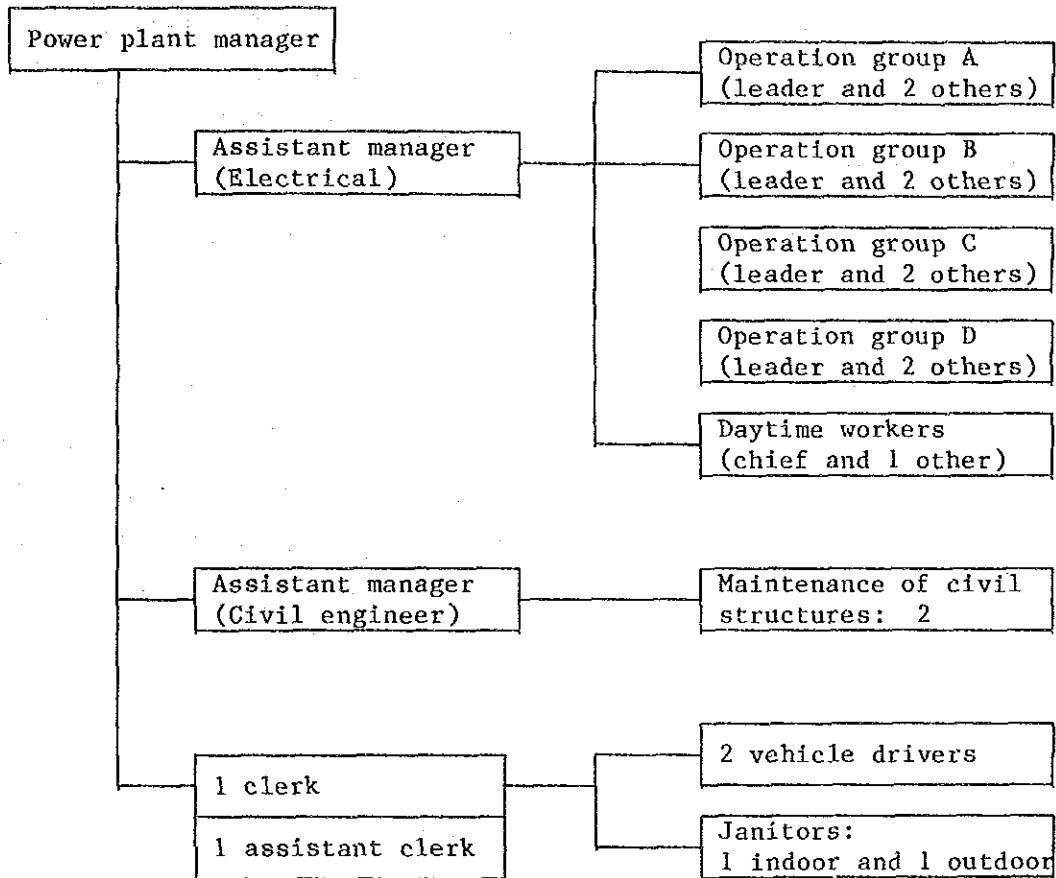 Power plant manager
Operation group A
(leader and 2 others)
Assistant manager
(Electrical)
Operation group B
(leader and 2 others)
Operation group C
(leader and 2 others)
Operation group D
(leader and 2 others)
Daytime workers
(chief and 1 other)
Assistant manager
(Civil engineer)
Maintenance of civil
structures: 2
1 clerk
1 assistant clerk
2 vehicle drivers
Janitors:
1 indoor and 1 outdoor